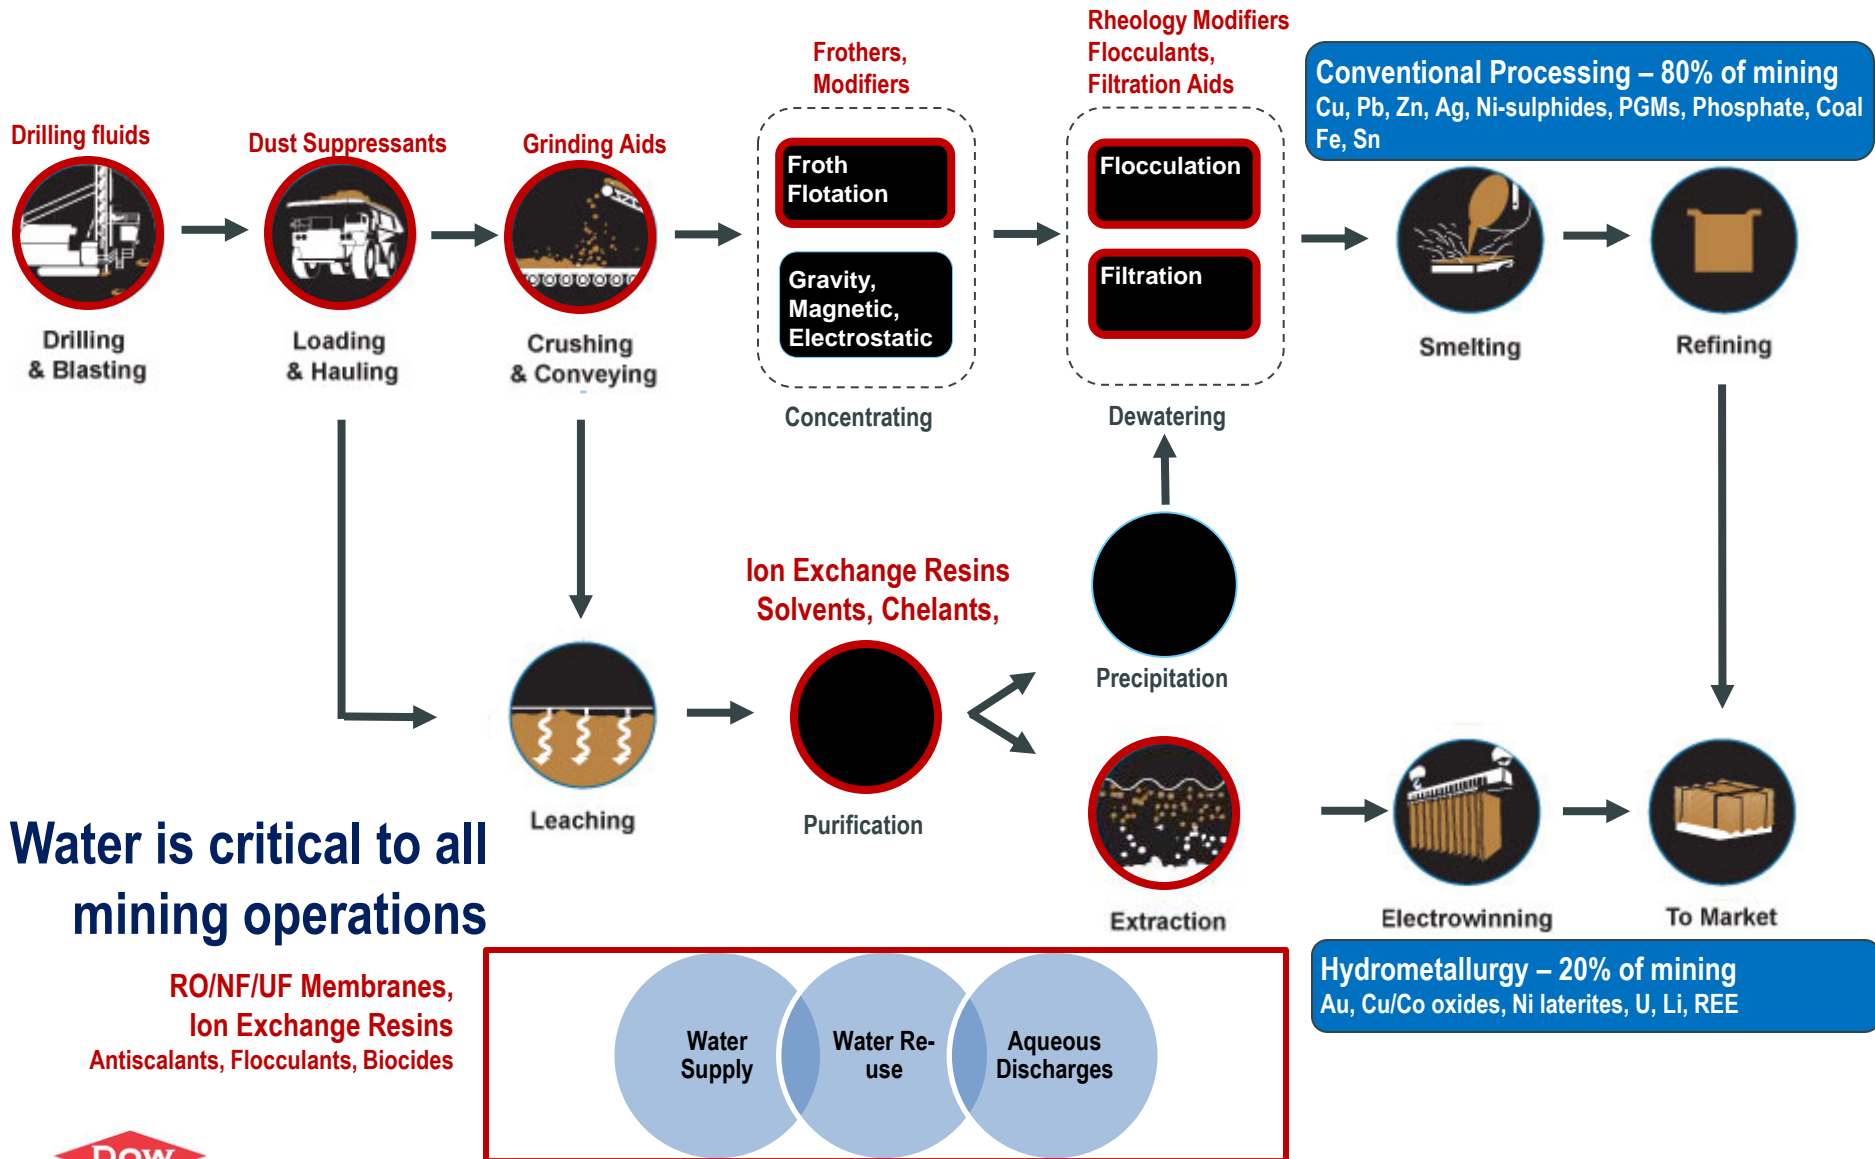 Rheology Modifiers
Flocculants,
Filtration Aids
Frothers,
Modifiers
Conventional Processing – 80% of mining
Cu, Pb, Zn, Ag, Ni-sulphides, PGMs, Phosphate, Coal
Fe, Sn
Drilling fluids
Dust Suppressants
Grinding Aids
Froth
Flotation
Gravity,
Magnetic,
Electrostatic
Flocculation
Filtration
Drilling
& Blasting
Loading
& Hauling
Crushing
& Conveying
Concentrating
Dewatering
Smelting
Refining
Ion Exchange Resins
Solvents, Chelants,
Precipitation
Leaching
Purification
Extraction
Electrowinning
To Market
Water is critical to all
mining operations
RO/NF/UF Membranes,
Ion Exchange Resins
Antiscalants, Flocculants, Biocides
Water
Supply
Water Re-
use
Aqueous
Discharges
Hydrometallurgy – 20% of mining
Au, Cu/Co oxides, Ni laterites, U, Li, REE
Dow